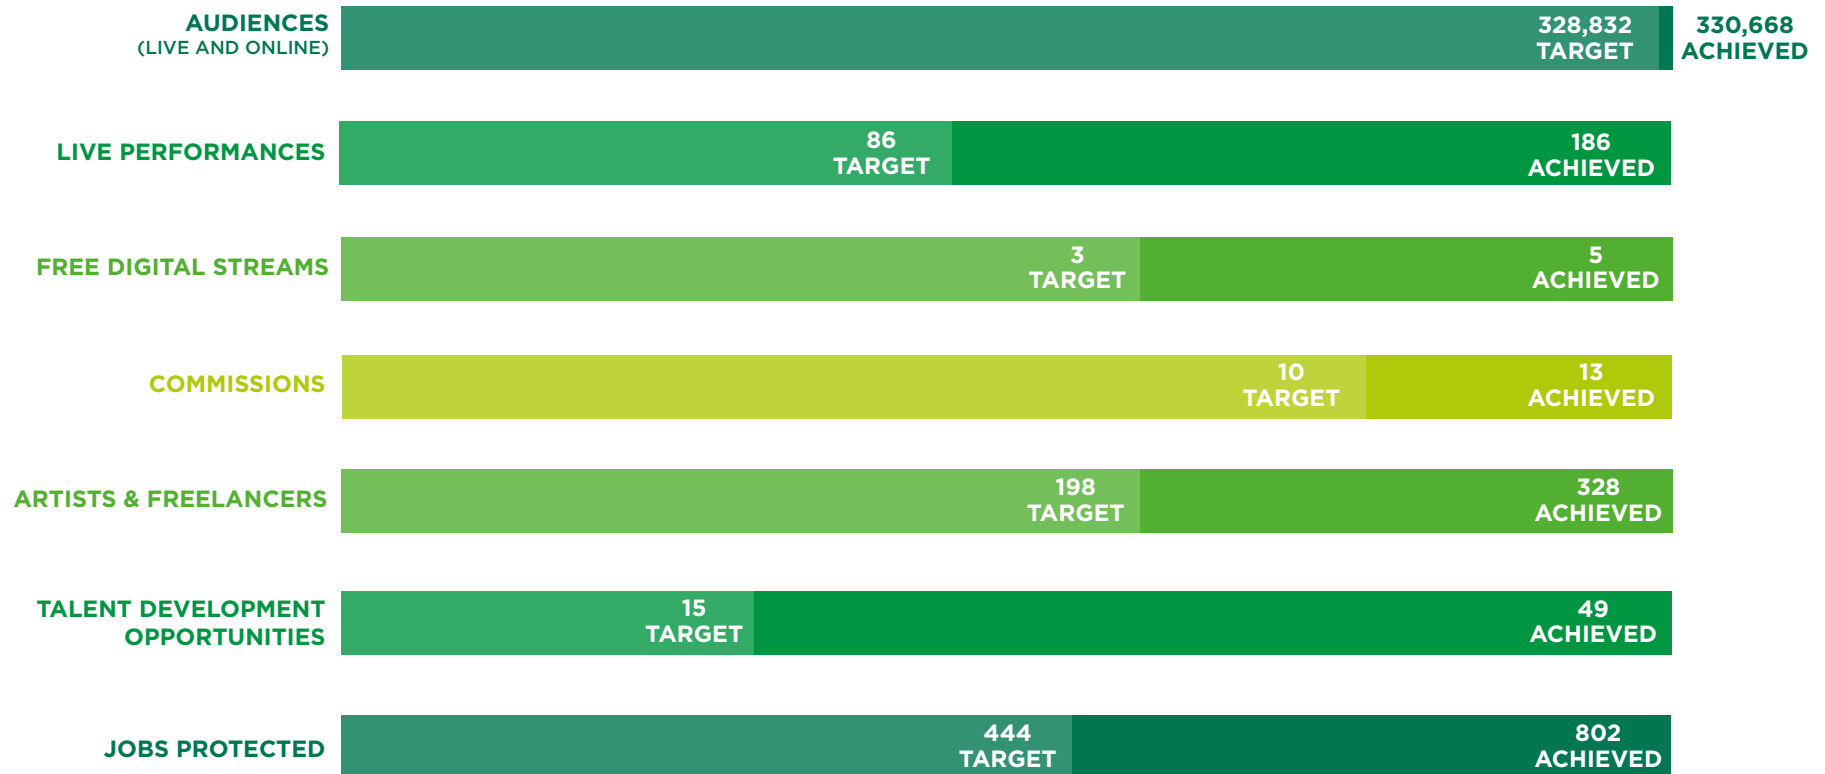 AUDIENCES
(LIVE AND ONLINE)
328,832
TARGET
330,668
ACHIEVED
LIVE PERFORMANCES
86
TARGET
186
ACHIEVED
FREE DIGITAL STREAMS
3
TARGET
5
ACHIEVED
COMMISSIONS
10
TARGET
13
ACHIEVED
ARTISTS & FREELANCERS
198
TARGET
328
ACHIEVED
TALENT DEVELOPMENT
OPPORTUNITIES
15
TARGET
49
ACHIEVED
JOBS PROTECTED
444
TARGET
802
ACHIEVED